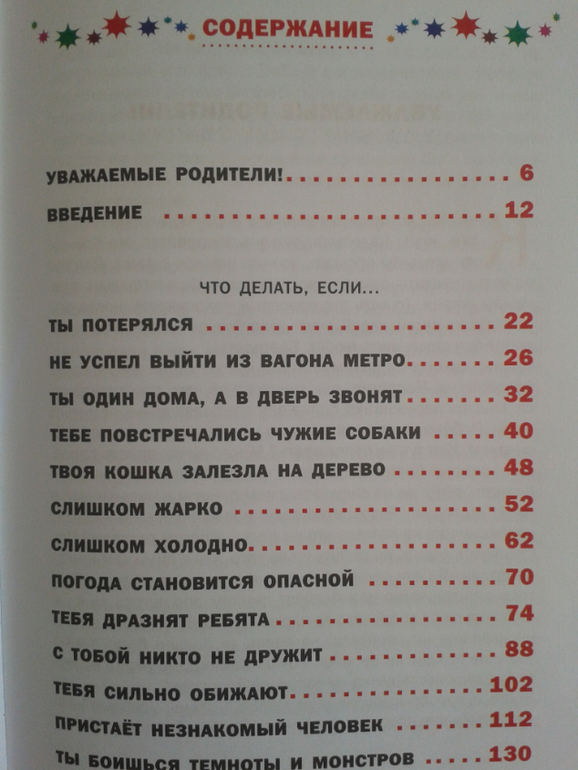 СОДЕРЖАНИЕ
УВАЖАЕМЫЕ РОДИТЕЛИ! . . . . . . . . . . . . . . . . . . . . 6
ВВЕДЕНИЕ . . . . . . . . . . . . . . . . . . . . . . . . . . . . 12
ЧТО ДЕЛАТЬ, ЕСЛИ...
ТЫ ПОТЕРЯЛСЯ . . . . . . . . . . . . . . . . . . . . . . . . 22
НЕ УСПЕЛ ВЫЙТИ ИЗ ВАГОНА МЕТРО. . . . . . . 26
ТЫ ОДИН ДОМА, А В ДВЕРЬ ЗВОНЯТ . . . . . . . 32
ТЕБЕ ПОВСТРЕЧАЛИСЬ ЧУЖИЕ СОБАКИ . . . . . 40
ТВОЯ КОШКА ЗАЛЕЗЛА НА ДЕРЕВО . . . . . . . . 48
СЛИШКОМ ЖАРКО . . . . . . . . . . . . . . . . . . . . . . 52
СЛИШКОМ ХОЛОДНО. . . . . . . . . . . . . . . . . . . . . 62
ПОГОДА СТАНОВИТСЯ ОПАСНОЙ . . . . . . . . . . 70
ТЕБЯ ДРАЗНЯТ РЕБЯТА . . . . . . . . . . . . . . . . . . . 74
С ТОБОЙ НИКТО НЕ ДРУЖИТ . . . . . . . . . . . . . . 88
ТЕБЯ СИЛЬНО ОБИЖАЮТ. . . . . . . . . . . . . . . . 102
ПРИСТАЁТ НЕЗНАКОМЫЙ ЧЕЛОВЕК . . . . . . . 112
ТЫ БОИШЬСЯ ТЕМНОТЫ И МОНСТРОВ . . . . . 130